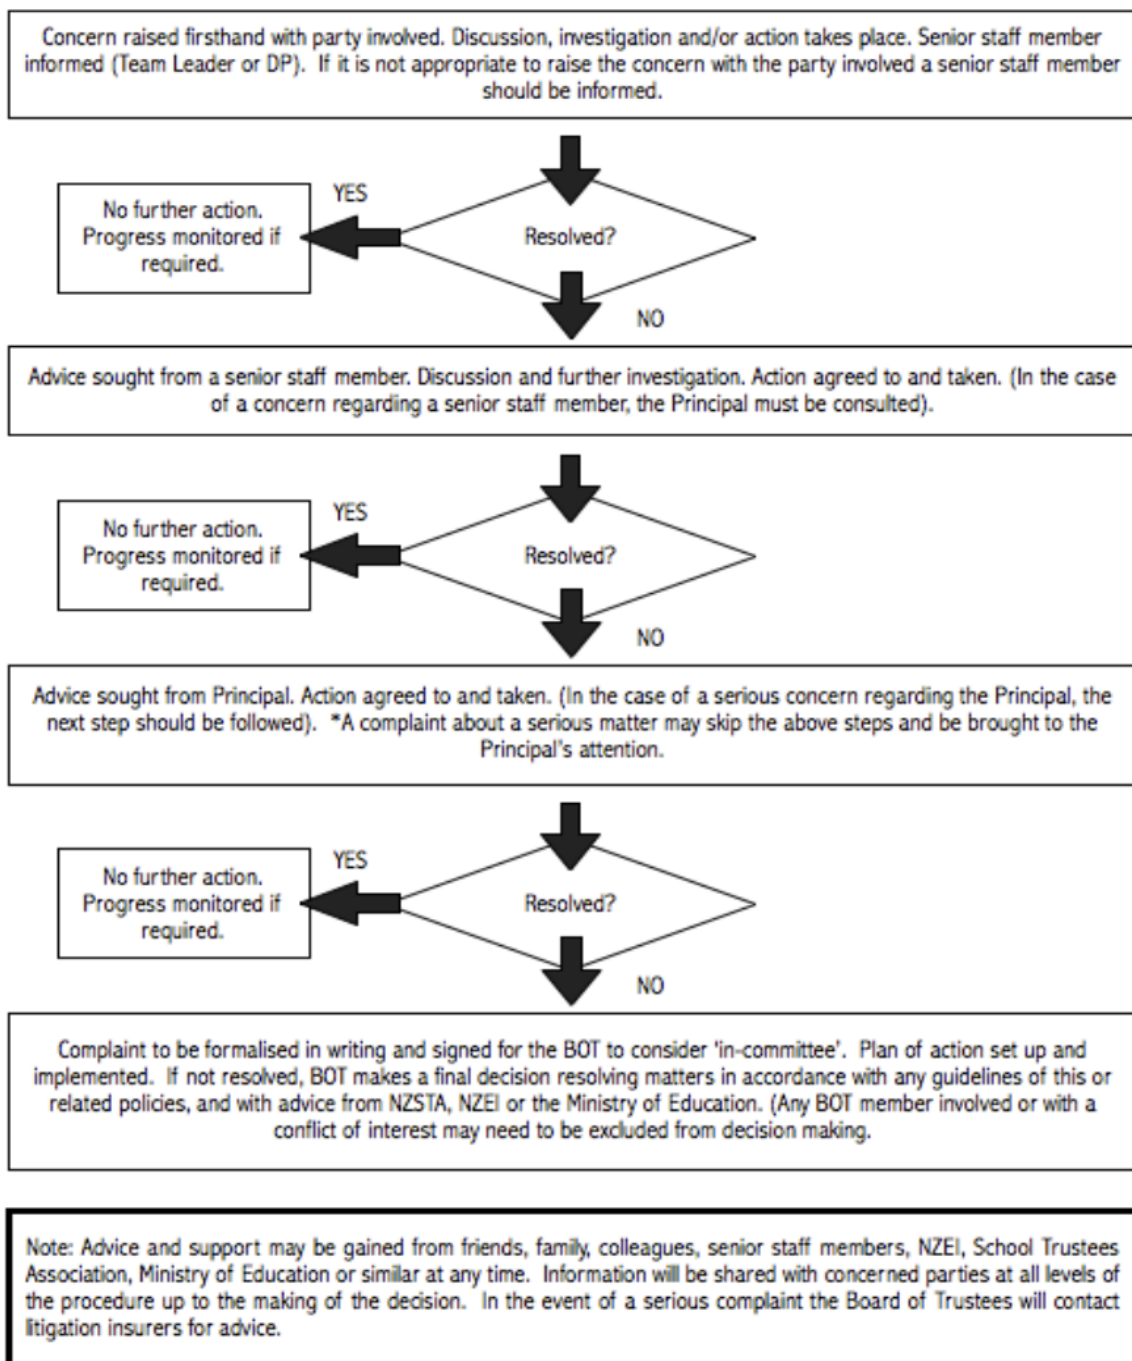 Concern raised firsthand with party involved. Discussion, investigation and/or action takes place. Senior staff member
informed (Team Leader or DP). If it is not appropriate to raise the concern with the party involved a senior staff member
should be informed.
YES
No further action.
Progress monitored if
required.
Resolved?
NO
Advice sought from a senior staff member. Discussion and further investigation. Action agreed to and taken. (In the case
of a concern regarding a senior staff member, the Principal must be consulted).
YES
No further action.
Progress monitored if
required.
Resolved?
NO
Advice sought from Principal. Action agreed to and taken. (In the case of a serious concern regarding the Principal, the
next step should be followed). *A complaint about a serious matter may skip the above steps and be brought to the
Principal's attention.
YES
No further action.
Progress monitored if
required.
Resolved?
NO
Complaint to be formalised in writing and signed for the BOT to consider 'in-committee'. Plan of action set up and
implemented. If not resolved, BOT makes a final decision resolving matters in accordance with any guidelines of this or
related policies, and with advice from NZSTA, NZEI or the Ministry of Education. (Any BOT member involved or with a
conflict of interest may need to be excluded from decision making.
Note: Advice and support may be gained from friends, family, colleagues, senior staff members, NZEI, School Trustees
Association, Ministry of Education or similar at any time. Information will be shared with concerned parties at all levels of
the procedure up to the making of the decision. In the event of a serious complaint the Board of Trustees will contact
litigation insurers for advice.